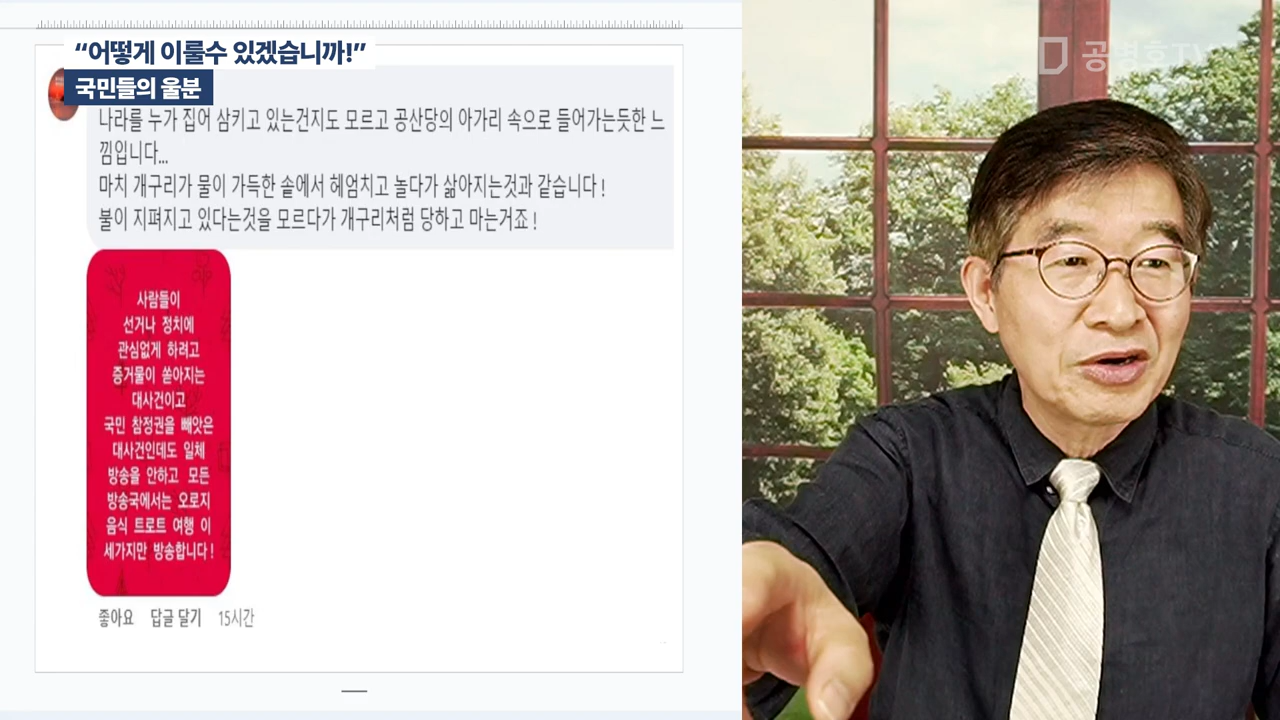 “어떻게 이룰수 있겠습니까!”
국민들의 울분
공병호TV
나라를 누가 집어 삼키고 있는건지도 모르고 공산당의 아가리 속으로 들어가는듯한 느
낌입니다...
마치 개구리가 물이 가득한 솥에서 헤엄치고 놀다가 삶아지는것과 같습니다!
불이 지펴지고 있다는것을 모르다가 개구리처럼 당하고 마는거죠!
사람들이
선거나 정치에
관심없게 하려고
증거물이 쏟아지는
대사건이고
국민 참정권을 빼앗은
대사건인데도 일체
방송을 안하고 모든
방송국에서는 오로지
음식 트로트 여행 이
세가지만 방송합니다!
좋아요 답글 달기 15시간